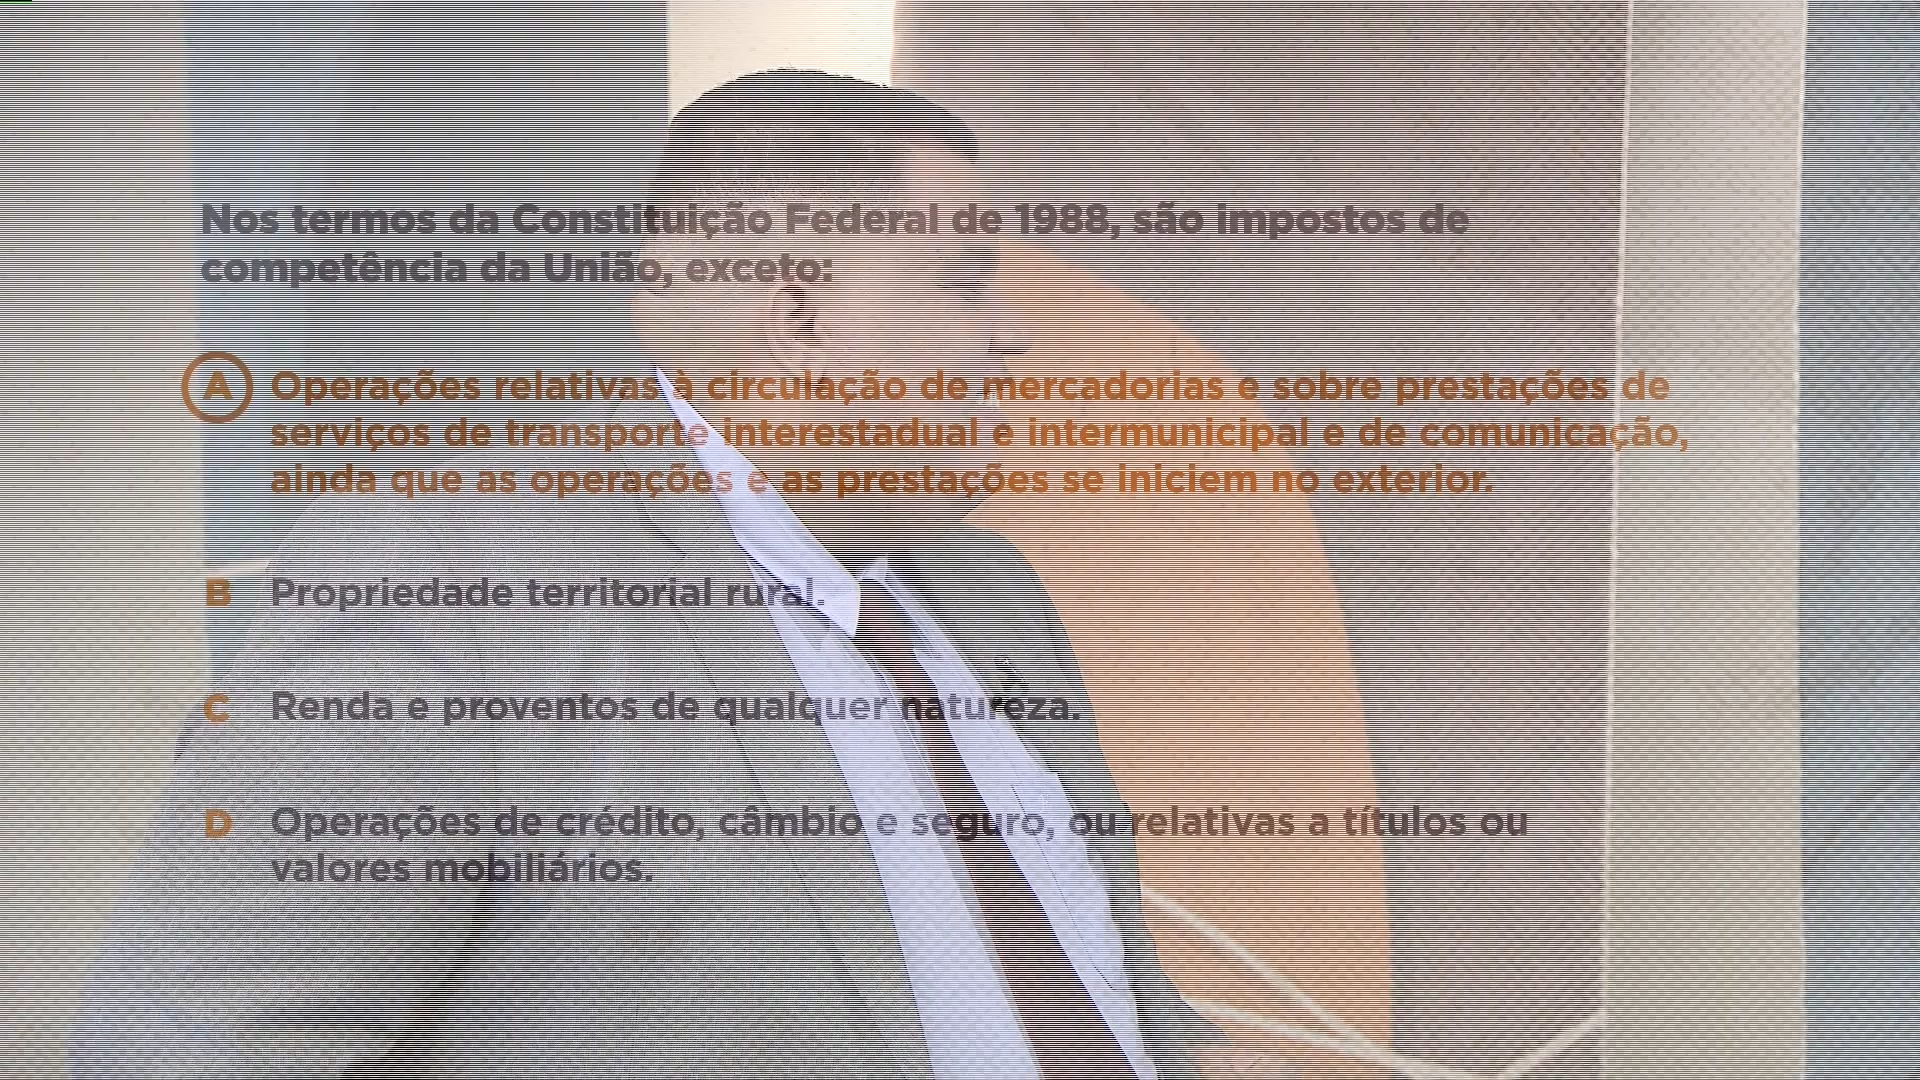 Nos termos da Constituição Federal de 1988, são impostos de
competência da União, exceto:
A Operações relativas à circulação de mercadorias e sobre prestações de
serviços de transporte interestadual e intermunicipal e de comunicação,
ainda que as operações e as prestações se iniciem no exterior.
B Propriedade territorial rural.
C Renda e proventos de qualquer natureza.
D Operações de crédito, câmbio e seguro, ou relativas a títulos ou
valores mobiliários.